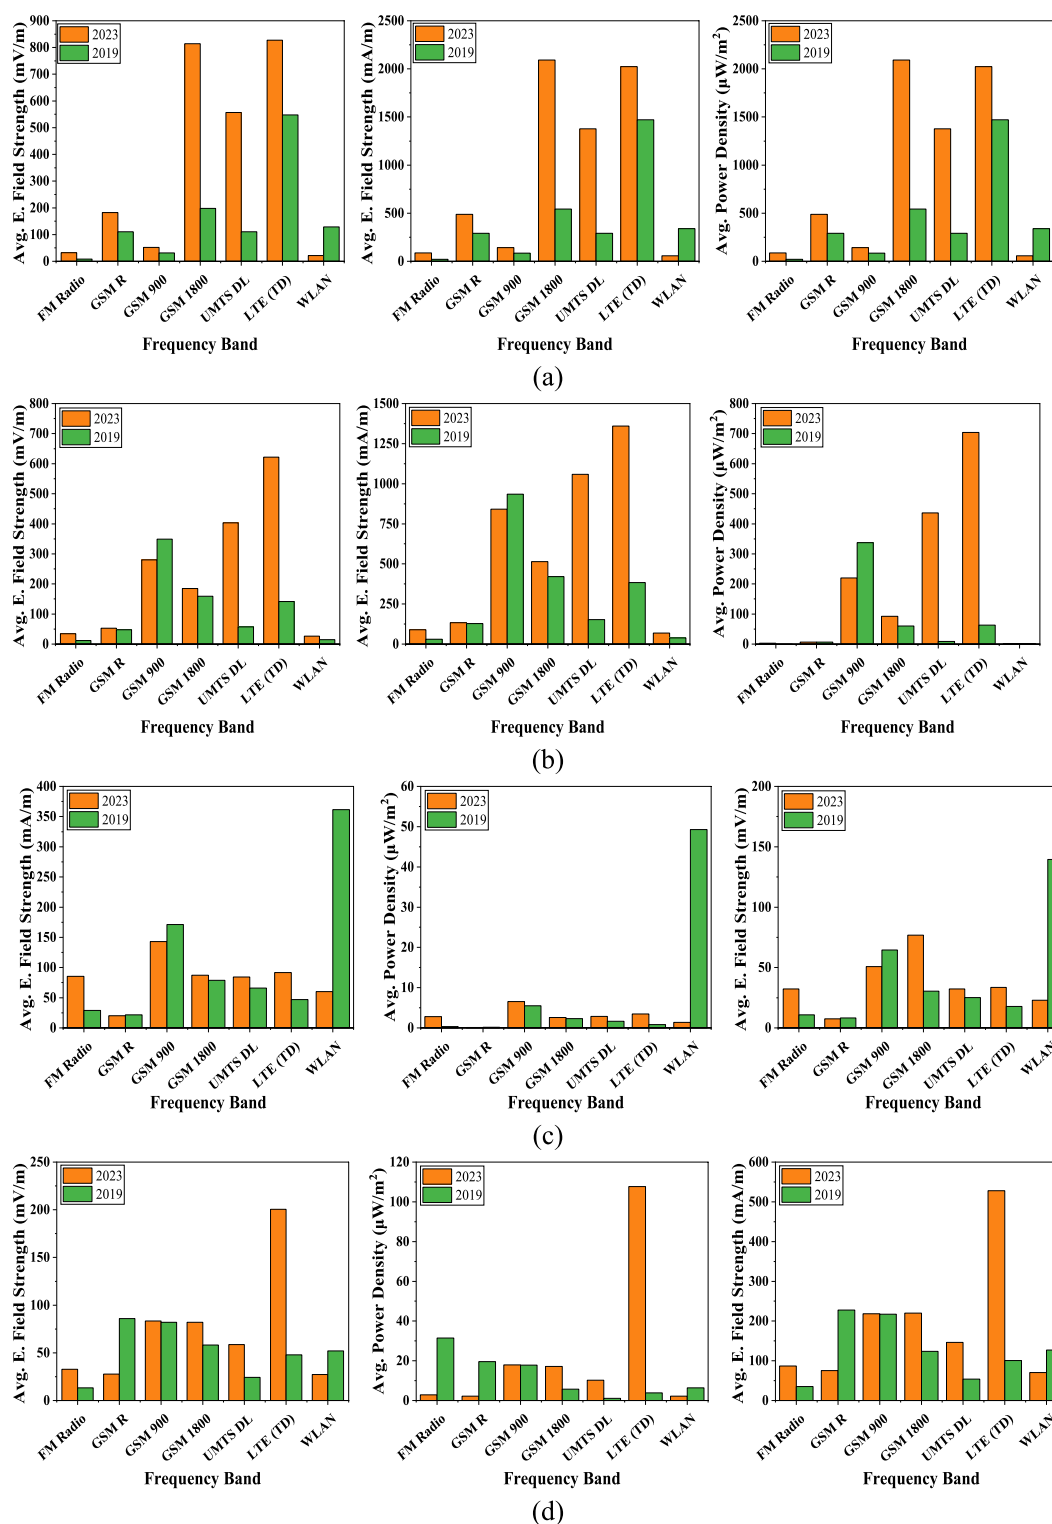 Avg. E. Field Strength (mV/m)
900
800
700
600
500
400
300
200
100
0
2023
2019
FM Radio
GSM R
GSM 900
GSM 1800
UMTS DL
LTE (TD)
WLAN
Frequency Band
Avg. E. Field Strength (mA/m)
2500
2000
1500
1000
500
0
2023
2019
FM Radio
GSM R
GSM 900
GSM 1800
UMTS DL
LTE (TD)
WLAN
Frequency Band
Avg. Power Density (µW/m²)
2500
2000
1500
1000
500
0
2023
2019
FM Radio
GSM R
GSM 900
GSM 1800
UMTS DL
LTE (TD)
WLAN
Frequency Band
(a)
Avg. E. Field Strength (mV/m)
800
700
600
500
400
300
200
100
0
2023
2019
FM Radio
GSM R
GSM 900
GSM 1800
UMTS DL
LTE (TD)
WLAN
Frequency Band
Avg. E. Field Strength (mA/m)
1500
1250
1000
750
500
250
0
2023
2019
FM Radio
GSM R
GSM 900
GSM 1800
UMTS DL
LTE (TD)
WLAN
Frequency Band
Avg. Power Density (µW/m²)
800
700
600
500
400
300
200
100
0
2023
2019
FM Radio
GSM R
GSM 900
GSM 1800
UMTS DL
LTE (TD)
WLAN
Frequency Band
(b)
Avg. E. Field Strength (mA/m)
400
350
300
250
200
150
100
50
0
2023
2019
FM Radio
GSM R
GSM 900
GSM 1800
UMTS DL
LTE (TD)
WLAN
Frequency Band
Avg. Power Density (µW/m²)
60
50
40
30
20
10
0
2023
2019
FM Radio
GSM R
GSM 900
GSM 1800
UMTS DL
LTE (TD)
WLAN
Frequency Band
Avg. E. Field Strength (mV/m)
200
150
100
50
0
2023
2019
FM Radio
GSM R
GSM 900
GSM 1800
UMTS DL
LTE (TD)
WLAN
Frequency Band
(c)
Avg. E. Field Strength (mV/m)
250
200
150
100
50
0
2023
2019
FM Radio
GSM R
GSM 900
GSM 1800
UMTS DL
LTE (TD)
WLAN
Frequency Band
Avg. Power Density (µW/m²)
120
100
80
60
40
20
0
2023
2019
FM Radio
GSM R
GSM 900
GSM 1800
UMTS DL
LTE (TD)
WLAN
Frequency Band
Avg. E. Field Strength (mA/m)
600
500
400
300
200
100
0
2023
2019
FM Radio
GSM R
GSM 900
GSM 1800
UMTS DL
LTE (TD)
WLAN
Frequency Band
(d)